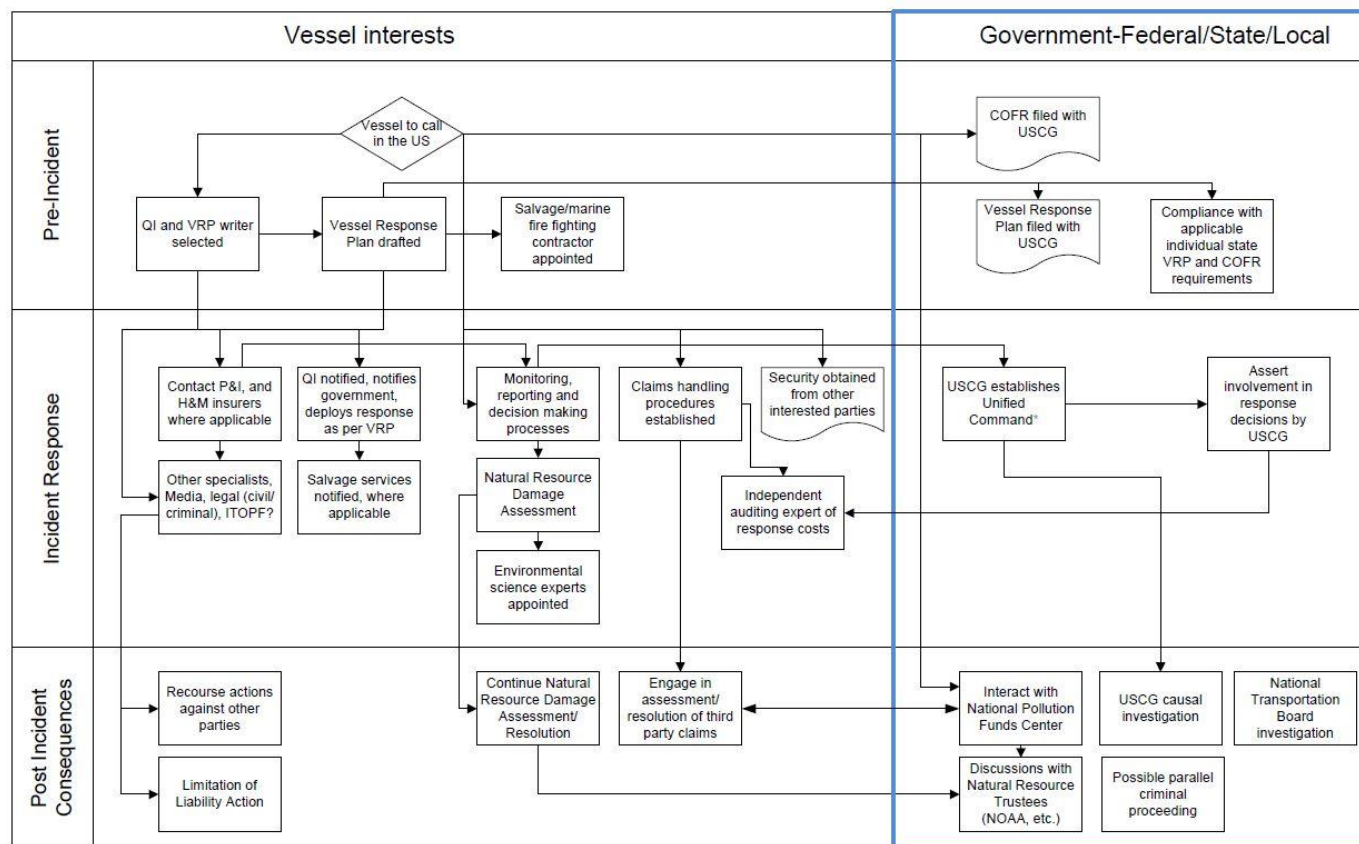 Vessel interests
Government-Federal/State/Local
Pre-Incident
Vessel to call
in the US
COFR filed with
USCG
QI and VRP writer
selected
Vessel Response
Plan drafted
Salvage/marine
fire fighting
contractor
appointed
Vessel Response
Plan filed with
USCG
Compliance with
applicable
individual state
VRP and COFR
requirements
Incident Response
Contact P&I, and
H&M insurers
where applicable
QI notified, notifies
government,
deploys response
as per VRP
Monitoring,
reporting and
decision making
processes
Claims handling
procedures
established
Security obtained
from other
interested parties
USCG establishes
Unified
Command*
Assert
involvement in
response
decisions by
USCG
Other specialists,
Media, legal (civil/
criminal), ITOPF?
Salvage services
notified, where
applicable
Natural Resource
Damage
Assessment
Independent
auditing expert of
response costs
Environmental
science experts
appointed
Post Incident
Consequences
Recourse actions
against other
parties
Continue Natural
Resource Damage
Assessment/
Resolution
Engage in
assessment/
resolution of third
party claims
Interact with
National Pollution
Funds Center
USCG causal
investigation
National
Transportation
Board
investigation
Limitation of
Liability Action
Discussions with
Natural Resource
Trustees
(NOAA, etc.)
Possible parallel
criminal
proceeding